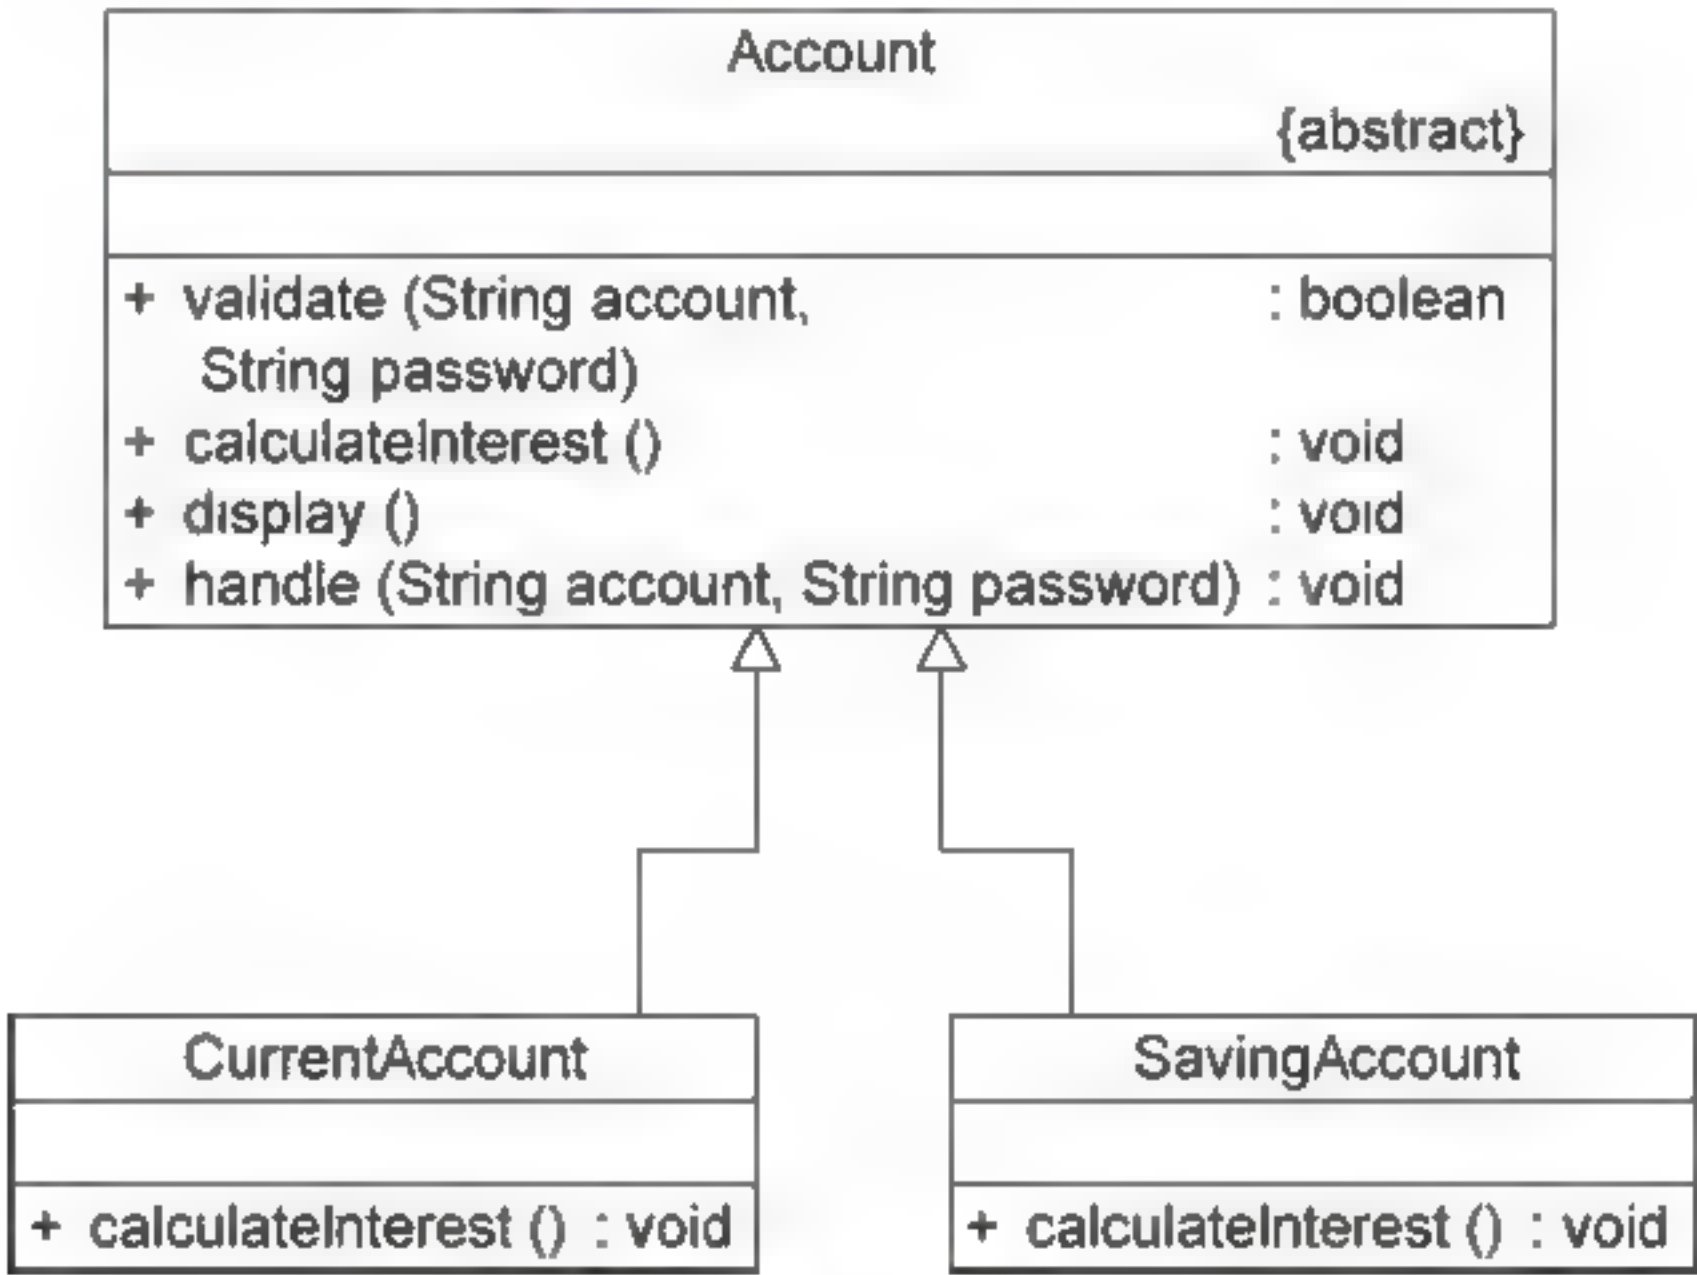 Account
{abstract}
+ validate (String account, : boolean
String password)
+ calculateInterest () : void
+ display () : void
+ handle (String account, String password) : void
CurrentAccount
+ calculateInterest () : void
SavingAccount
+ calculateInterest () : void